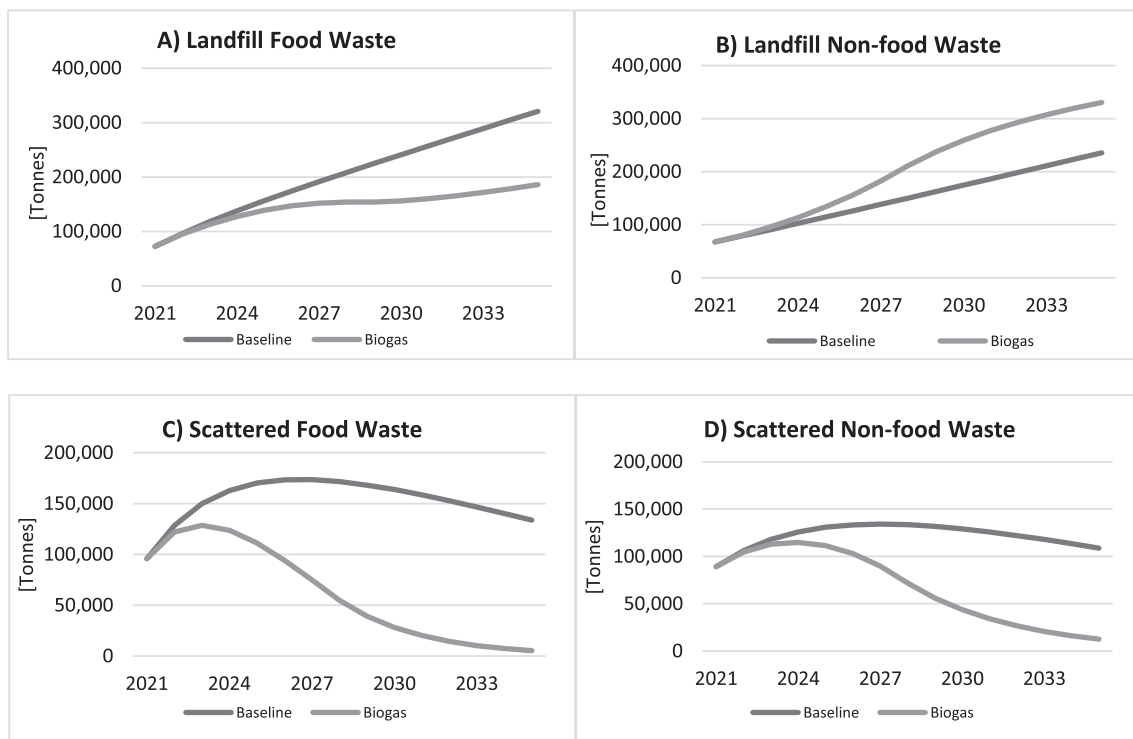 A) Landfill Food Waste
400,000
300,000
200,000
100,000
0
[Tonnes]
2021 2024 2027 2030 2033
Baseline Biogas
B) Landfill Non-food Waste
400,000
300,000
200,000
100,000
0
[Tonnes]
2021 2024 2027 2030 2033
Baseline Biogas
C) Scattered Food Waste
200,000
150,000
100,000
50,000
0
[Tonnes]
2021 2024 2027 2030 2033
Baseline Biogas
D) Scattered Non-food Waste
200,000
150,000
100,000
50,000
0
[Tonnes]
2021 2024 2027 2030 2033
Baseline Biogas